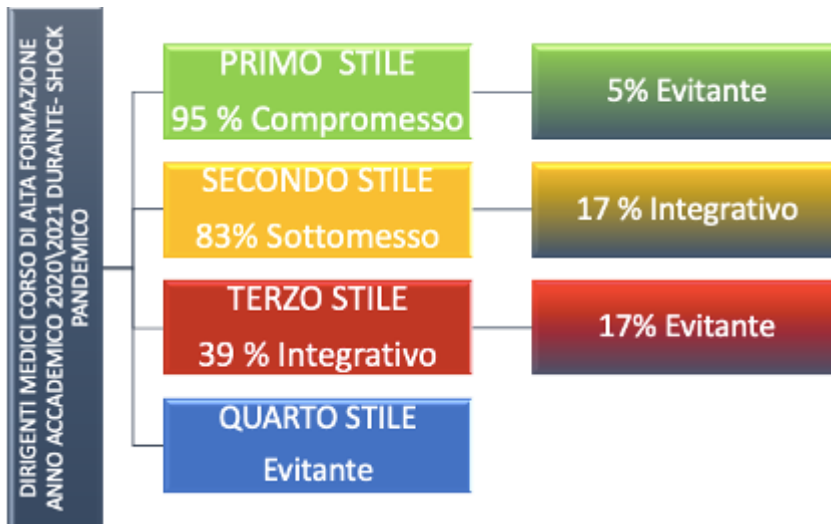 DIRIGENTI MEDICI CORSO DI ALTA FORMAZIONE
ANNO ACCADEMICO 2020\2021 DURANTE- SHOCK
PANDEMICO
PRIMO STILE
95 % Compromesso
5% Evitante
SECONDO STILE
83% Sottomesso
17 % Integrativo
TERZO STILE
39 % Integrativo
17% Evitante
QUARTO STILE
Evitante